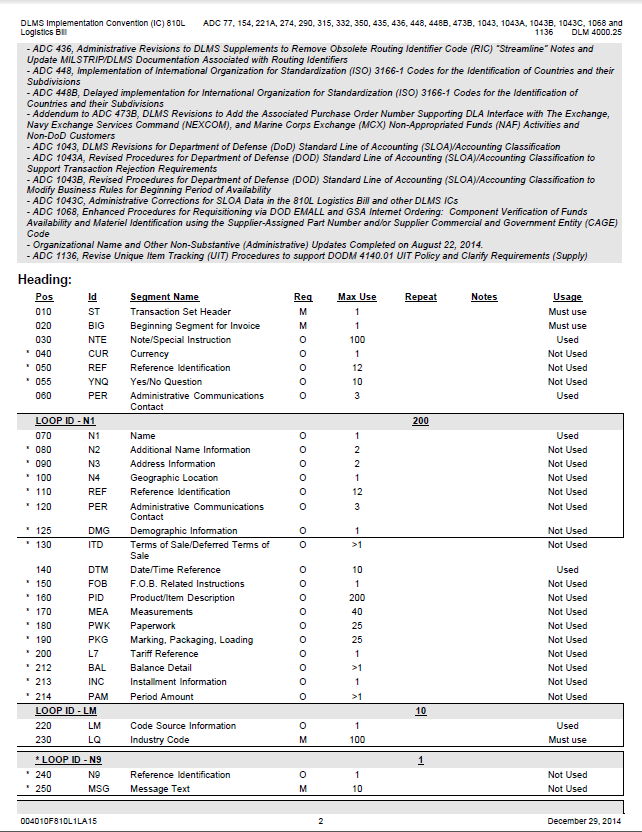 DLMS Implementation Convention (IC) 810L ADC 77, 154, 221A, 274, 290, 315, 332, 350, 435, 436, 448, 448B, 473B, 1043, 1043A, 1043B, 1043C, 1068 and
Logistics Bill 1136 DLM 4000.25
- ADC 436, Administrative Revisions to DLMS Supplements to Remove Obsolete Routing Identifier Code (RIC) "Streamline" Notes and
Update MILSTRIP/DLMS Documentation Associated with Routing Identifiers
- ADC 448, Implementation of International Organization for Standardization (ISO) 3166-1 Codes for the Identification of Countries and their
Subdivisions
- ADC 448B, Delayed implementation for International Organization for Standardization (ISO) 3166-1 Codes for the Identification of
Countries and their Subdivisions
- Addendum to ADC 473B, DLMS Revisions to Add the Associated Purchase Order Number Supporting DLA Interface with The Exchange,
Navy Exchange Services Command (NEXCOM), and Marine Corps Exchange (MCX) Non-Appropriated Funds (NAF) Activities and
Non-DoD Customers
- ADC 1043, DLMS Revisions for Department of Defense (DoD) Standard Line of Accounting (SLOA)/Accounting Classification
- ADC 1043A, Revised Procedures for Department of Defense (DOD) Standard Line of Accounting (SLOA)/Accounting Classification to
Support Transaction Rejection Requirements
- ADC 1043B, Revised Procedures for Department of Defense (DOD) Standard Line of Accounting (SLOA)/Accounting Classification to
Modify Business Rules for Beginning Period of Availability
- ADC 1043C, Administrative Corrections for SLOA Data in the 810L Logistics Bill and other DLMS ICs
- ADC 1068, Enhanced Procedures for Requisitioning via DOD EMALL and GSA Internet Ordering: Component Verification of Funds
Availability and Materiel Identification using the Supplier-Assigned Part Number and/or Supplier Commercial and Government Entity (CAGE)
Code
- Organizational Name and Other Non-Substantive (Administrative) Updates Completed on August 22, 2014.
- ADC 1136, Revise Unique Item Tracking (UIT) Procedures to support DODM 4140.01 UIT Policy and Clarify Requirements (Supply)
Heading:
Pos Id Segment Name Req Max Use Repeat Notes Usage
010 ST Transaction Set Header M 1 Must use
020 BIG Beginning Segment for Invoice M 1 Must use
030 NTE Note/Special Instruction O 100 Used
* 040 CUR Currency O 1 Not Used
* 050 REF Reference Identification O 12 Not Used
* 055 YNQ Yes/No Question O 10 Not Used
060 PER Administrative Communications O 3 Used
Contact
LOOP ID - N1 200
070 N1 Name O 1 Used
* 080 N2 Additional Name Information O 2 Not Used
* 090 N3 Address Information O 2 Not Used
* 100 N4 Geographic Location O 1 Not Used
* 110 REF Reference Identification O 12 Not Used
* 120 PER Administrative Communications O 3 Not Used
Contact
* 125 DMG Demographic Information O 1 Not Used
* 130 ITD Terms of Sale/Deferred Terms of O >1 Not Used
Sale
140 DTM Date/Time Reference O 10 Used
* 150 FOB F.O.B. Related Instructions O 1 Not Used
* 160 PID Product/Item Description O 200 Not Used
* 170 MEA Measurements O 40 Not Used
* 180 PWK Paperwork O 25 Not Used
* 190 PKG Marking, Packaging, Loading O 25 Not Used
* 200 L7 Tariff Reference O 1 Not Used
* 212 BAL Balance Detail O >1 Not Used
* 213 INC Installment Information O 1 Not Used
* 214 PAM Period Amount O >1 Not Used
LOOP ID - LM 10
220 LM Code Source Information O 1 Used
230 LQ Industry Code M 100 Must use
* LOOP ID - N9 1
* 240 N9 Reference Identification O 1 Not Used
* 250 MSG Message Text M 10 Not Used
004010F810L1LA15 2 December 29, 2014